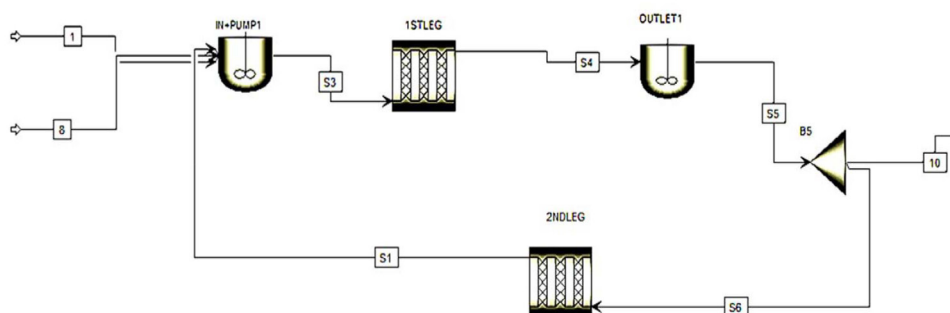 IN+PUMP1
1STLEG
OUTLET1
1
S3
S4
8
S5
B5
10
2NDLEG
S1
S6